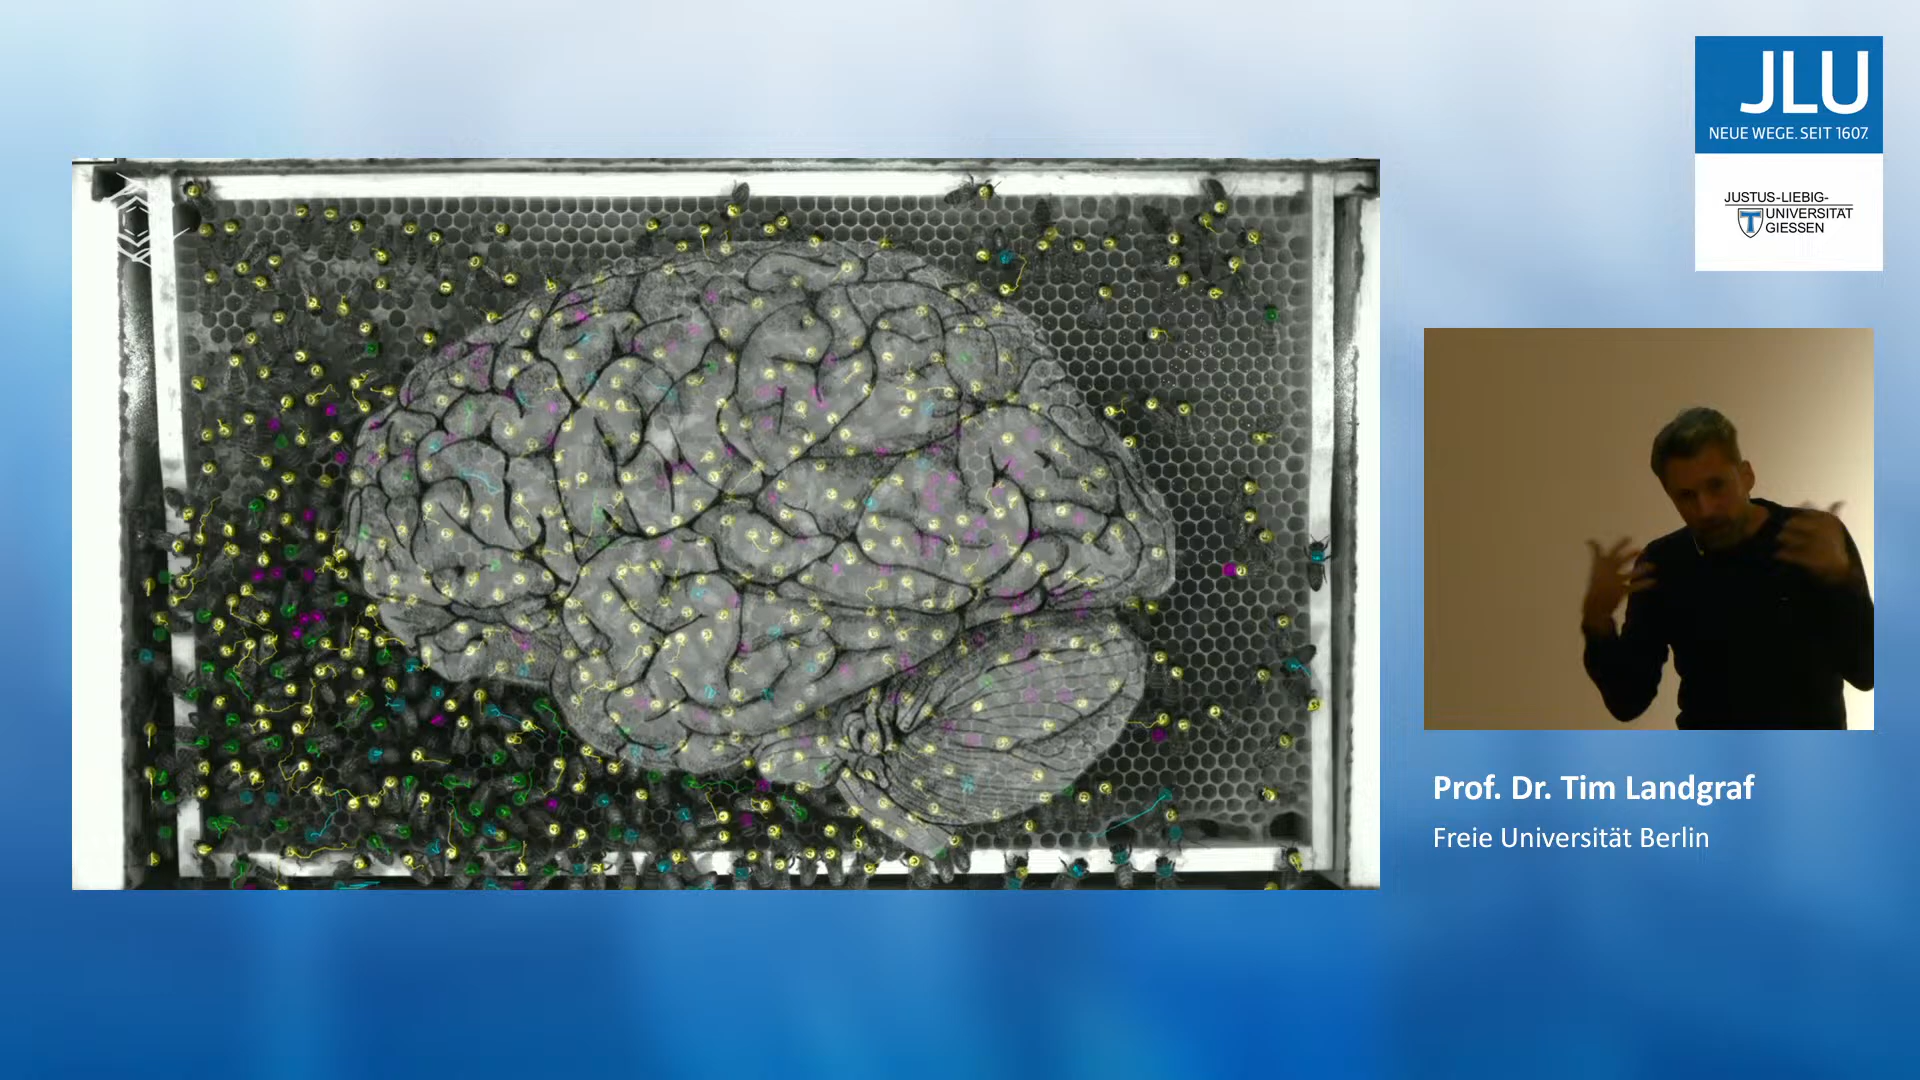 JLU
NEUE WEGE. SEIT 1607.
JUSTUS-LIEBIG-
UNIVERSITÄT
GIESSEN
Prof. Dr. Tim Landgraf
Freie Universität Berlin